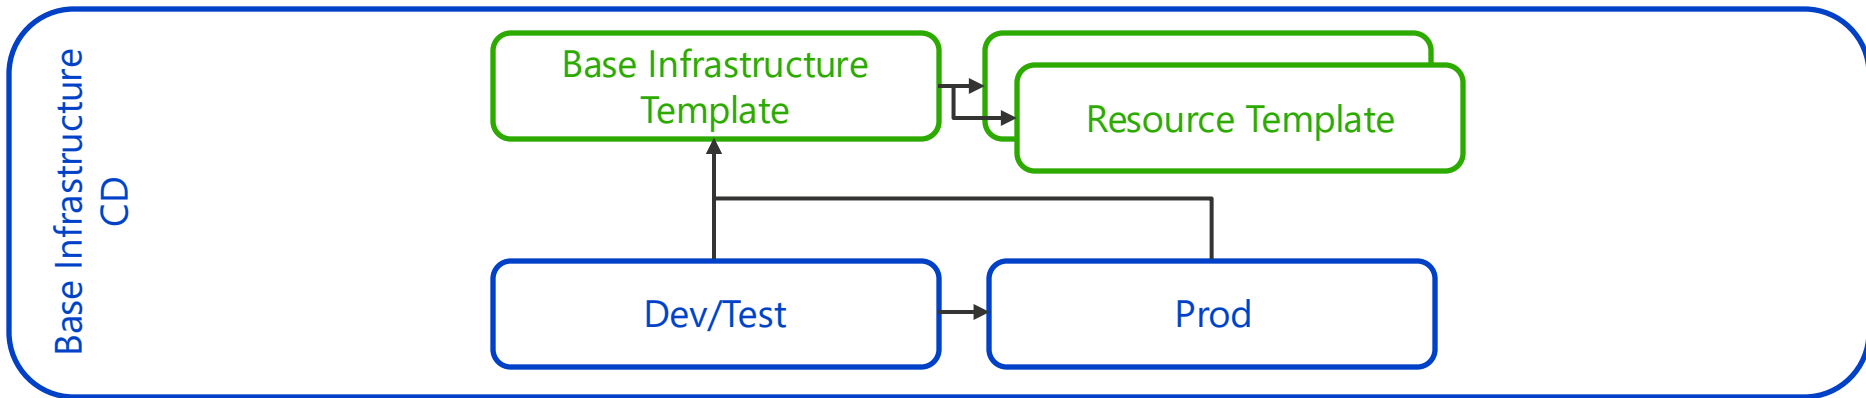 Base Infrastructure
CD
Base Infrastructure
Template
Resource Template
Dev/Test
Prod